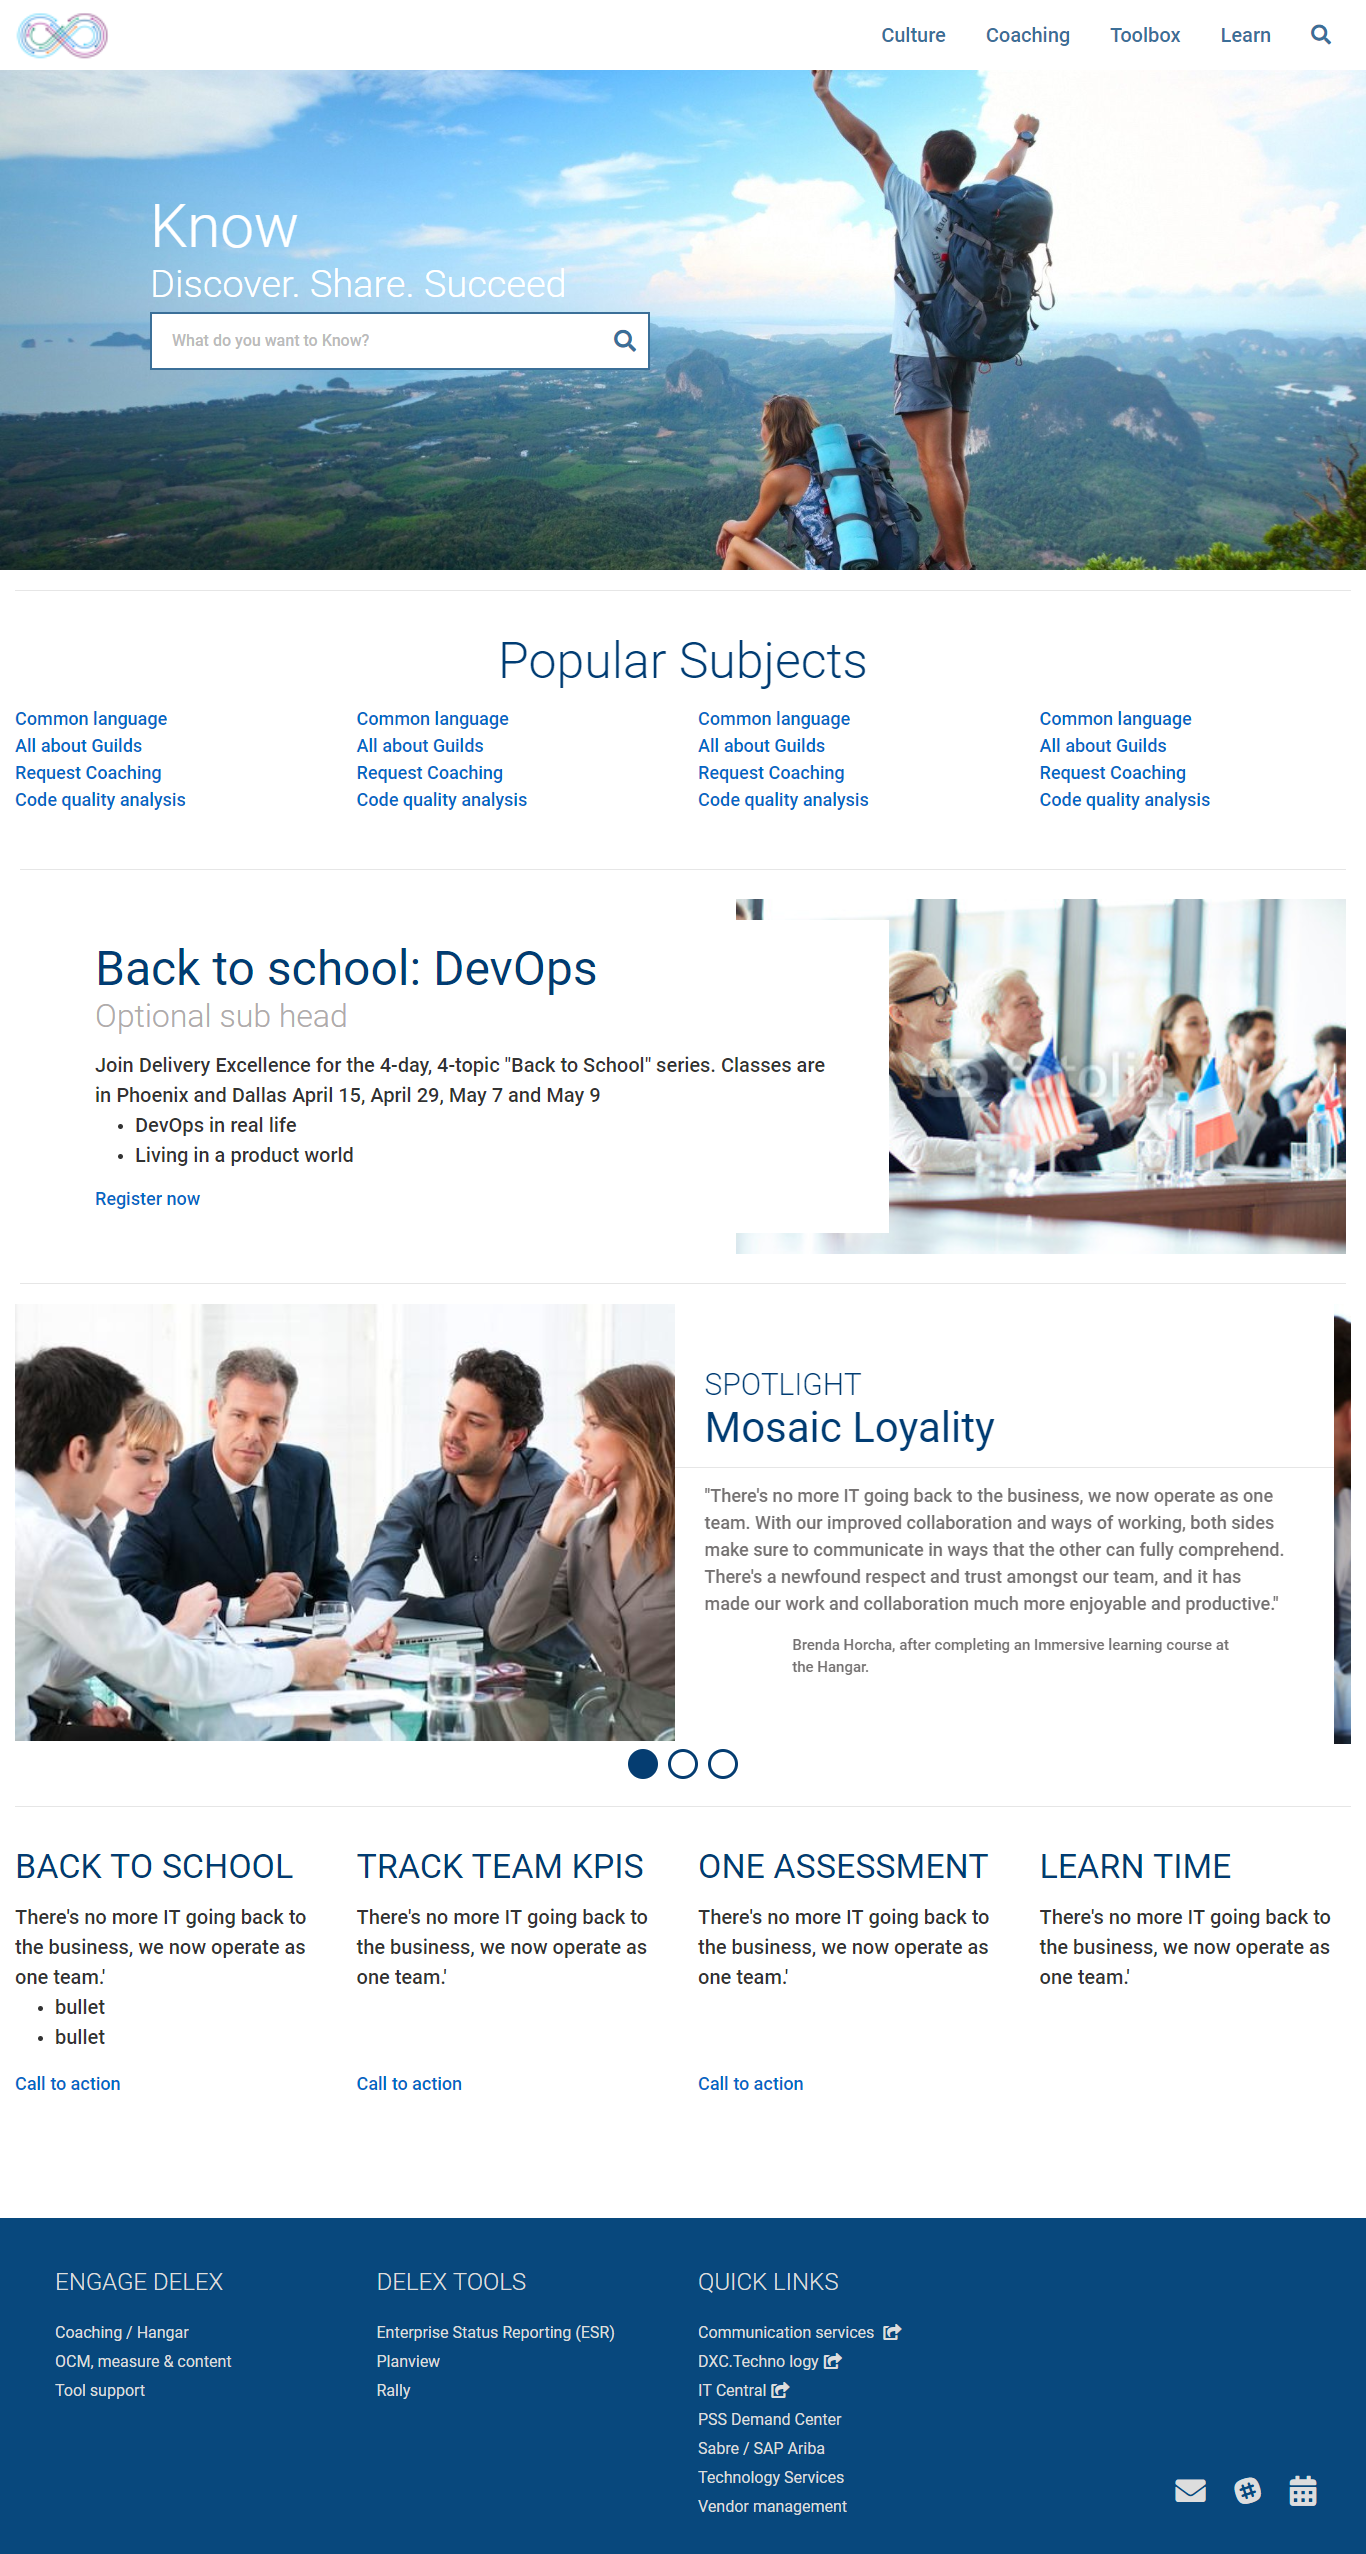 Culture Coaching Toolbox Learn
Know
Discover. Share. Succeed
What do you want to Know?
Popular Subjects
Common language
All about Guilds
Request Coaching
Code quality analysis
Common language
All about Guilds
Request Coaching
Code quality analysis
Common language
All about Guilds
Request Coaching
Code quality analysis
Common language
All about Guilds
Request Coaching
Code quality analysis
Back to school: DevOps
Optional sub head
Join Delivery Excellence for the 4-day, 4-topic "Back to School" series. Classes are
in Phoenix and Dallas April 15, April 29, May 7 and May 9
• DevOps in real life
• Living in a product world
Register now
fotolia
SPOTLIGHT
Mosaic Loyality
"There's no more IT going back to the business, we now operate as one
team. With our improved collaboration and ways of working, both sides
make sure to communicate in ways that the other can fully comprehend.
There's a newfound respect and trust amongst our team, and it has
made our work and collaboration much more enjoyable and productive."
Brenda Horcha, after completing an Immersive learning course at
the Hangar.
BACK TO SCHOOL
There's no more IT going back to
the business, we now operate as
one team.'
• bullet
• bullet
Call to action
TRACK TEAM KPIS
There's no more IT going back to
the business, we now operate as
one team.'
Call to action
ONE ASSESSMENT
There's no more IT going back to
the business, we now operate as
one team.'
Call to action
LEARN TIME
There's no more IT going back to
the business, we now operate as
one team.'
ENGAGE DELEX
Coaching / Hangar
OCM, measure & content
Tool support
DELEX TOOLS
Enterprise Status Reporting (ESR)
Planview
Rally
QUICK LINKS
Communication services
DXC.Techno logy
IT Central
PSS Demand Center
Sabre / SAP Ariba
Technology Services
Vendor management